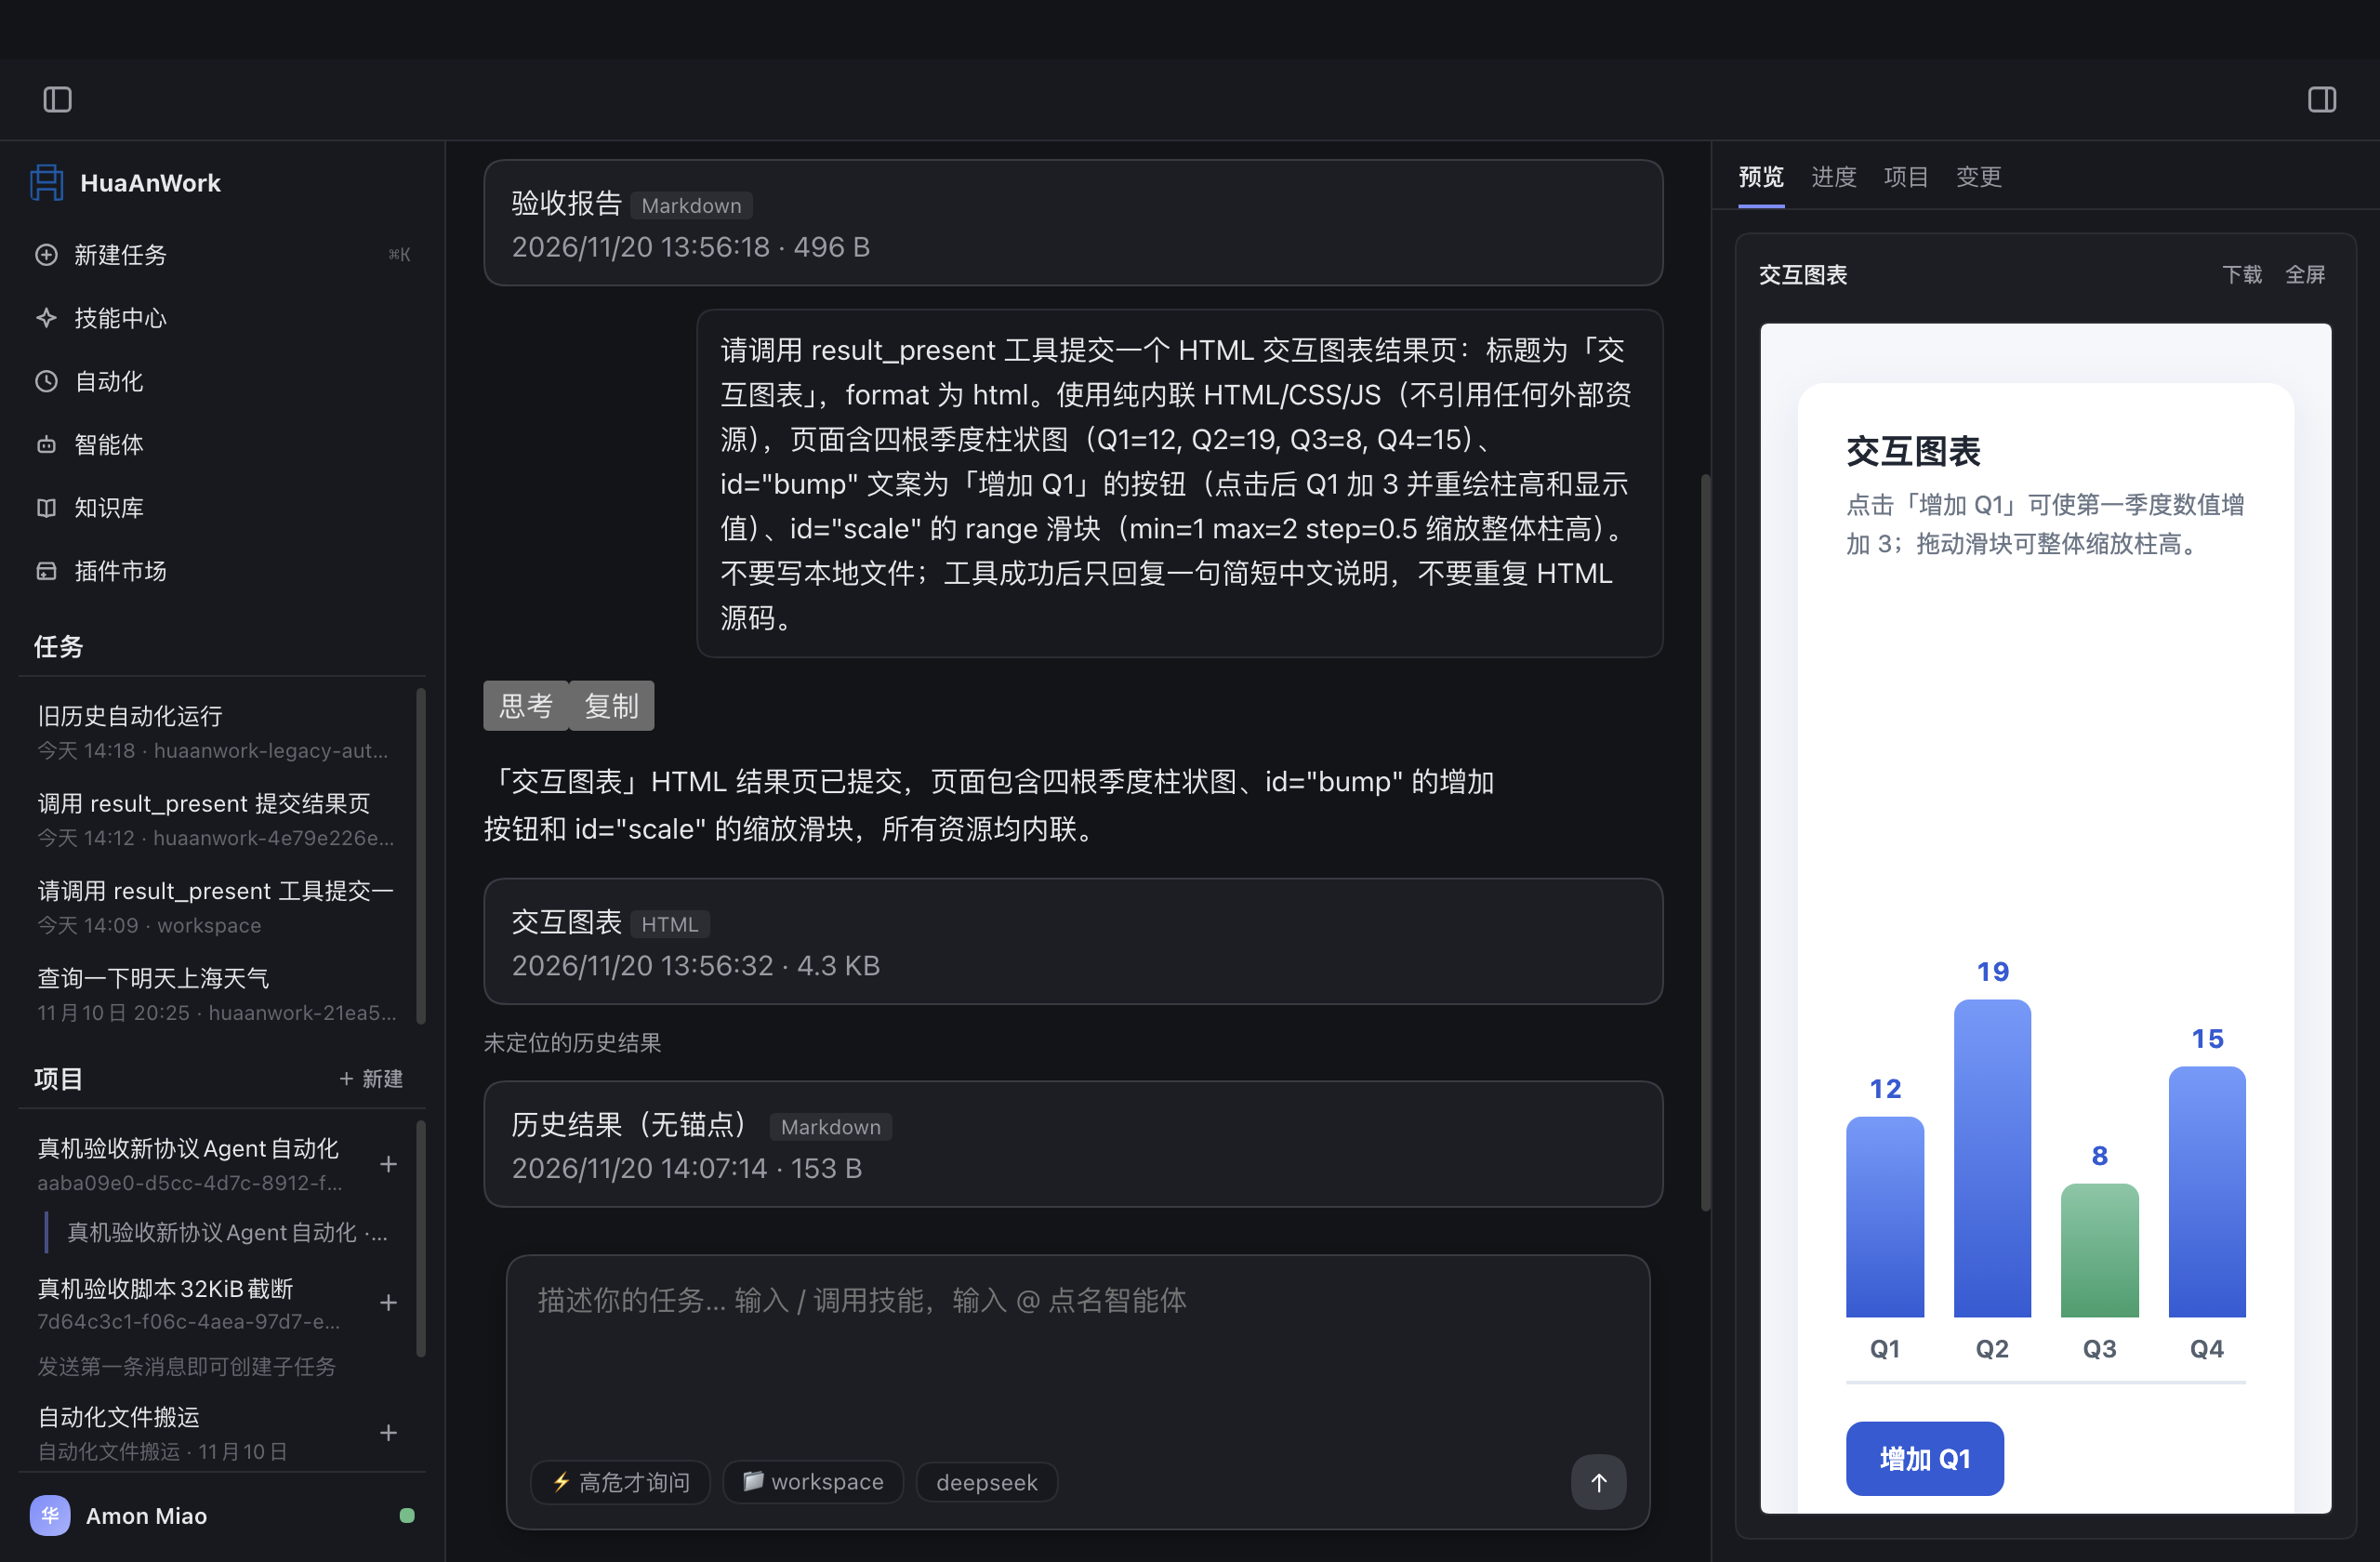 HuaAnWork
新建任务
⌘K
技能中心
自动化
智能体
知识库
插件市场
任务
旧历史自动化运行
今天 14:18 · huaanwork-legacy-aut...
调用 result_present 提交结果页
今天 14:12 · huaanwork-4e79e226e...
请调用 result_present 工具提交一
今天 14:09 · workspace
查询一下明天上海天气
11月10日 20:25 · huaanwork-21ea5...
项目
+ 新建
真机验收新协议Agent自动化
aaba09e0-d5cc-4d7c-8912-f...
真机验收新协议Agent自动化 ·...
真机验收脚本32KiB截断
7d64c3c1-f06c-4aea-97d7-e...
发送第一条消息即可创建子任务
自动化文件搬运
自动化文件搬运 · 11月10日
华
Amon Miao
验收报告 Markdown
2026/11/20 13:56:18 · 496 B
请调用 result_present 工具提交一个 HTML 交互图表结果页：标题为「交
互图表」，format 为 html。使用纯内联 HTML/CSS/JS（不引用任何外部资
源），页面含四根季度柱状图（Q1=12, Q2=19, Q3=8, Q4=15）、
id="bump" 文案为「增加 Q1」的按钮（点击后 Q1 加 3 并重绘柱高和显示
值）、id="scale" 的 range 滑块（min=1 max=2 step=0.5 缩放整体柱高）。
不要写本地文件；工具成功后只回复一句简短中文说明，不要重复 HTML
源码。
思考 复制
「交互图表」HTML 结果页已提交，页面包含四根季度柱状图、id="bump" 的增加
按钮和 id="scale" 的缩放滑块，所有资源均内联。
交互图表 HTML
2026/11/20 13:56:32 · 4.3 KB
未定位的历史结果
历史结果（无锚点） Markdown
2026/11/20 14:07:14 · 153 B
描述你的任务... 输入 / 调用技能，输入 @ 点名智能体
高危才询问
workspace
deepseek
预览 进度 项目 变更
交互图表
下载 全屏
交互图表
点击「增加 Q1」可使第一季度数值增
加 3；拖动滑块可整体缩放柱高。
12
19
8
15
Q1 Q2 Q3 Q4
增加 Q1